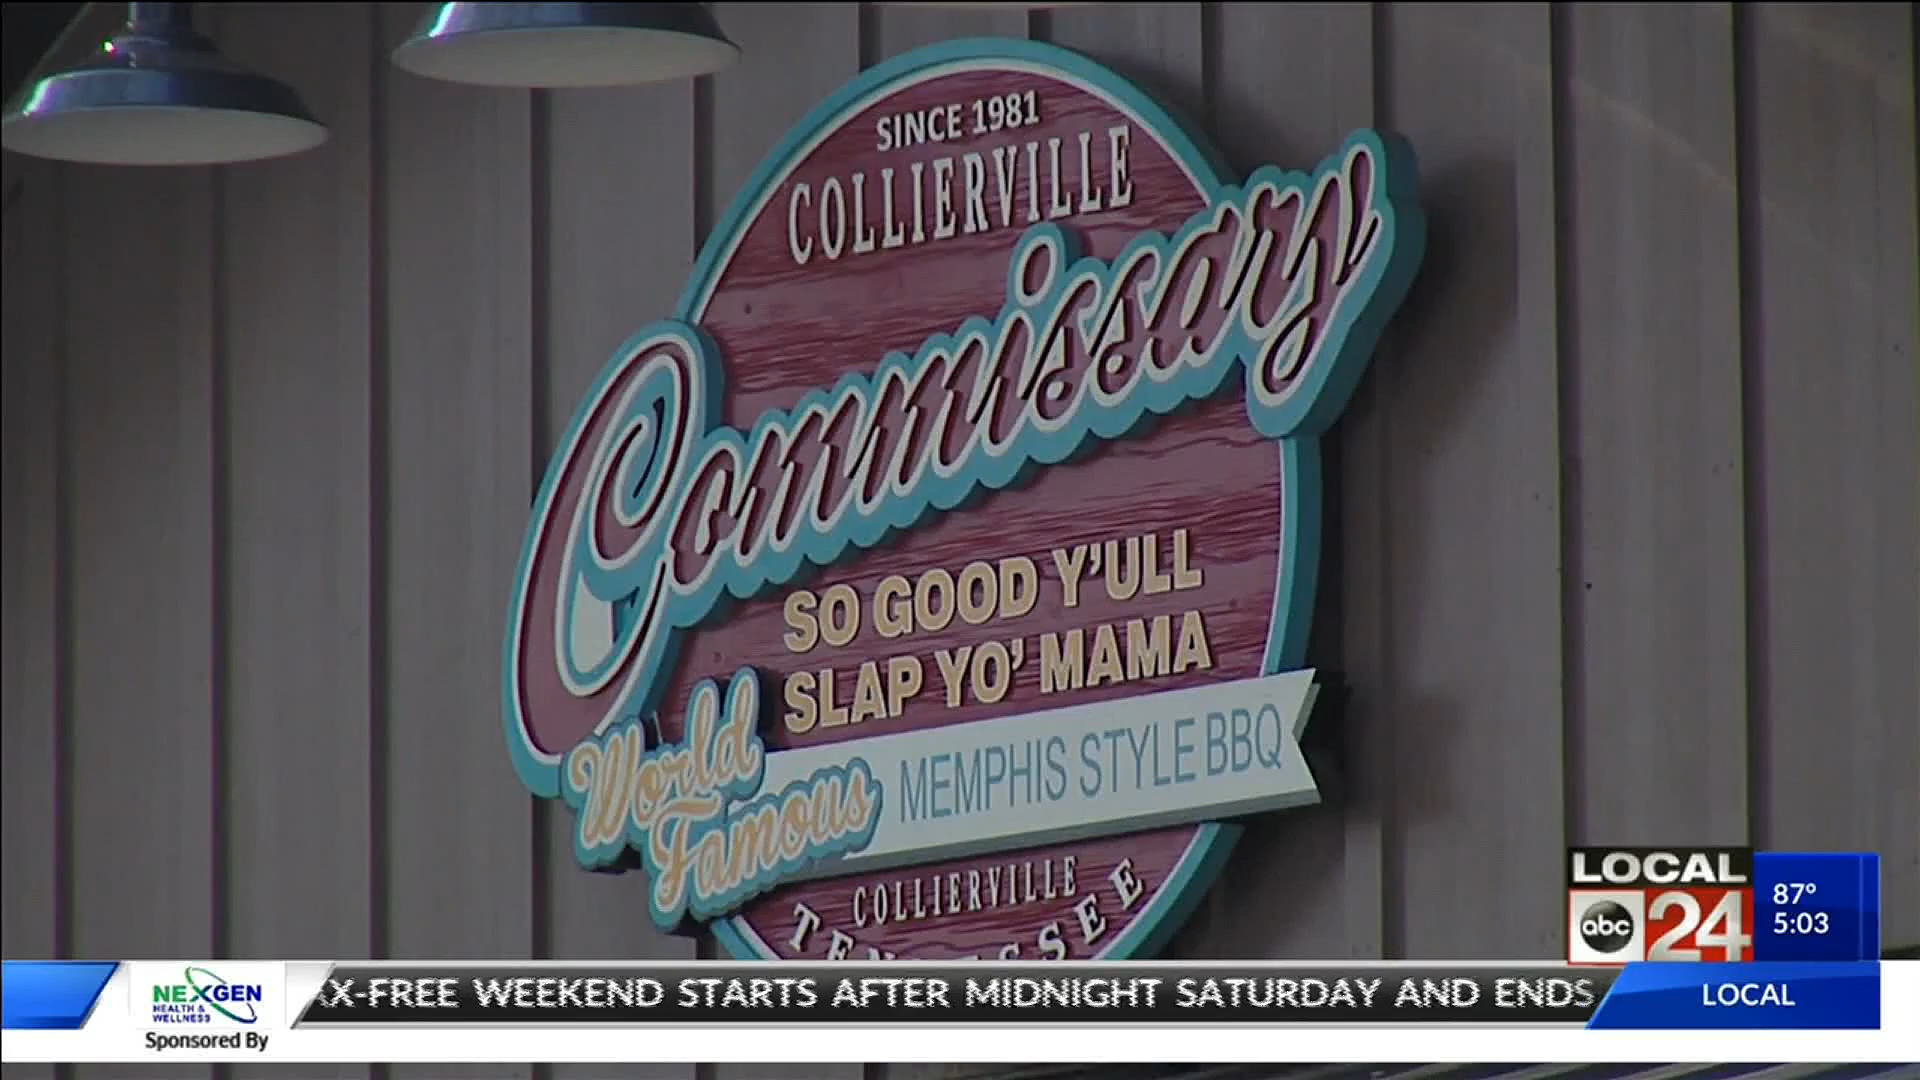 SINCE 1981
COLLIERVILLE
Commissary
SO GOOD Y'ULL
SLAP YO' MAMA
World
Famous
MEMPHIS STYLE BBQ
COLLIERVILLE
TENNESSEE
LOCAL
abc 24
87°
5:03
NEXGEN
HEALTH &
WELLNESS
Sponsored By
X-FREE WEEKEND STARTS AFTER MIDNIGHT SATURDAY AND ENDS
LOCAL